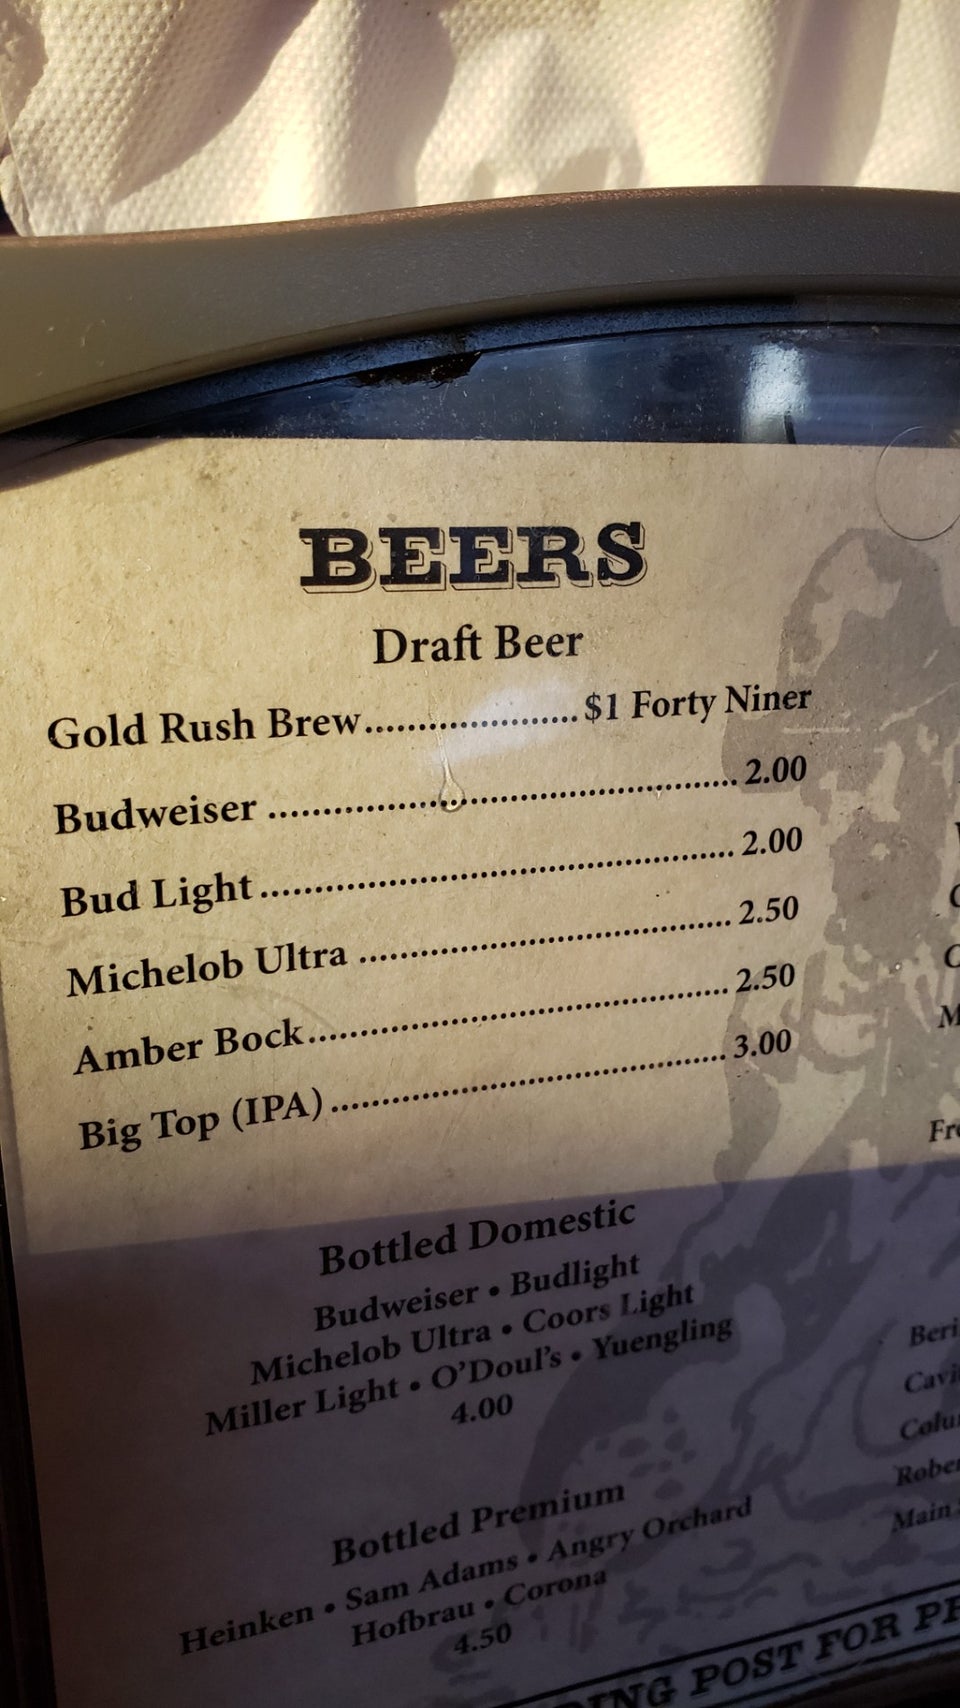 BEERS
Draft Beer
Gold Rush Brew.....................$1 Forty Niner
Budweiser ................................................ 2.00
Bud Light ................................................ 2.00
Michelob Ultra ...................................... 2.50
Amber Bock........................................... 2.50
Big Top (IPA) ........................................ 3.00
Bottled Domestic
Budweiser • Budlight
Michelob Ultra • Coors Light
Miller Light • O'Doul's • Yuengling
4.00
Bottled Premium
Heinken • Sam Adams • Angry Orchard
Hofbrau • Corona
4.50
POST FOR